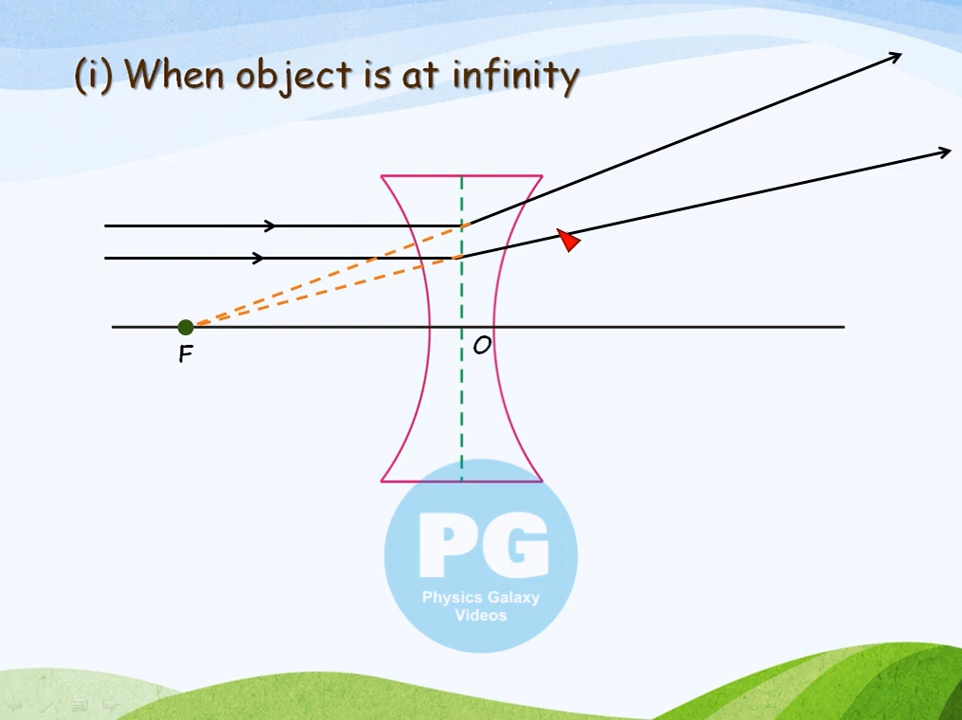 (i) When object is at infinity
F
O
PG
Physics Galaxy
Videos